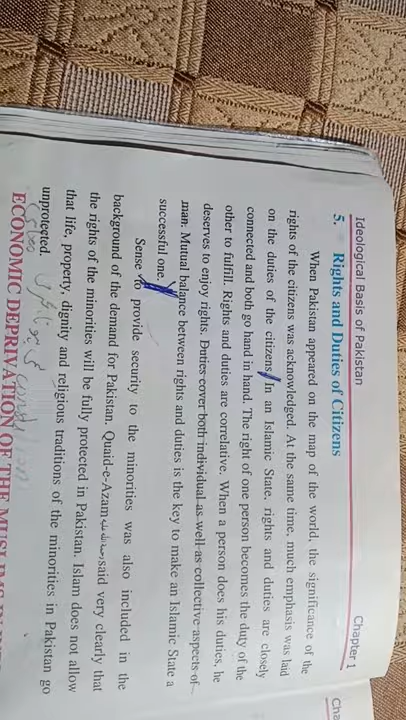 Ideological Basis of Pakistan
Chapter 1
5. Rights and Duties of Citizens
When Pakistan appeared on the map of the world, the significance of the
rights of the citizens was acknowledged. At the same time, much emphasis was laid
on the duties of the citizens. In an Islamic State, rights and duties are closely
connected and both go hand in hand. The right of one person becomes the duty of the
other to fulfill. Rights and duties are correlative. When a person does his duties, he
deserves to enjoy rights. Duties cover both individual as well as collective aspects of
man. Mutual balance between rights and duties is the key to make an Islamic State a
successful one.
Sense to provide security to the minorities was also included in the
background of the demand for Pakistan. Quaid-e-Azam said very clearly that
the rights of the minorities will be fully protected in Pakistan. Islam does not allow
that life, property, dignity and religious traditions of the minorities in Pakistan go
unprotected.
ECONOMIC DEPRIVATION OF THE MUSLIMS IN
Cha